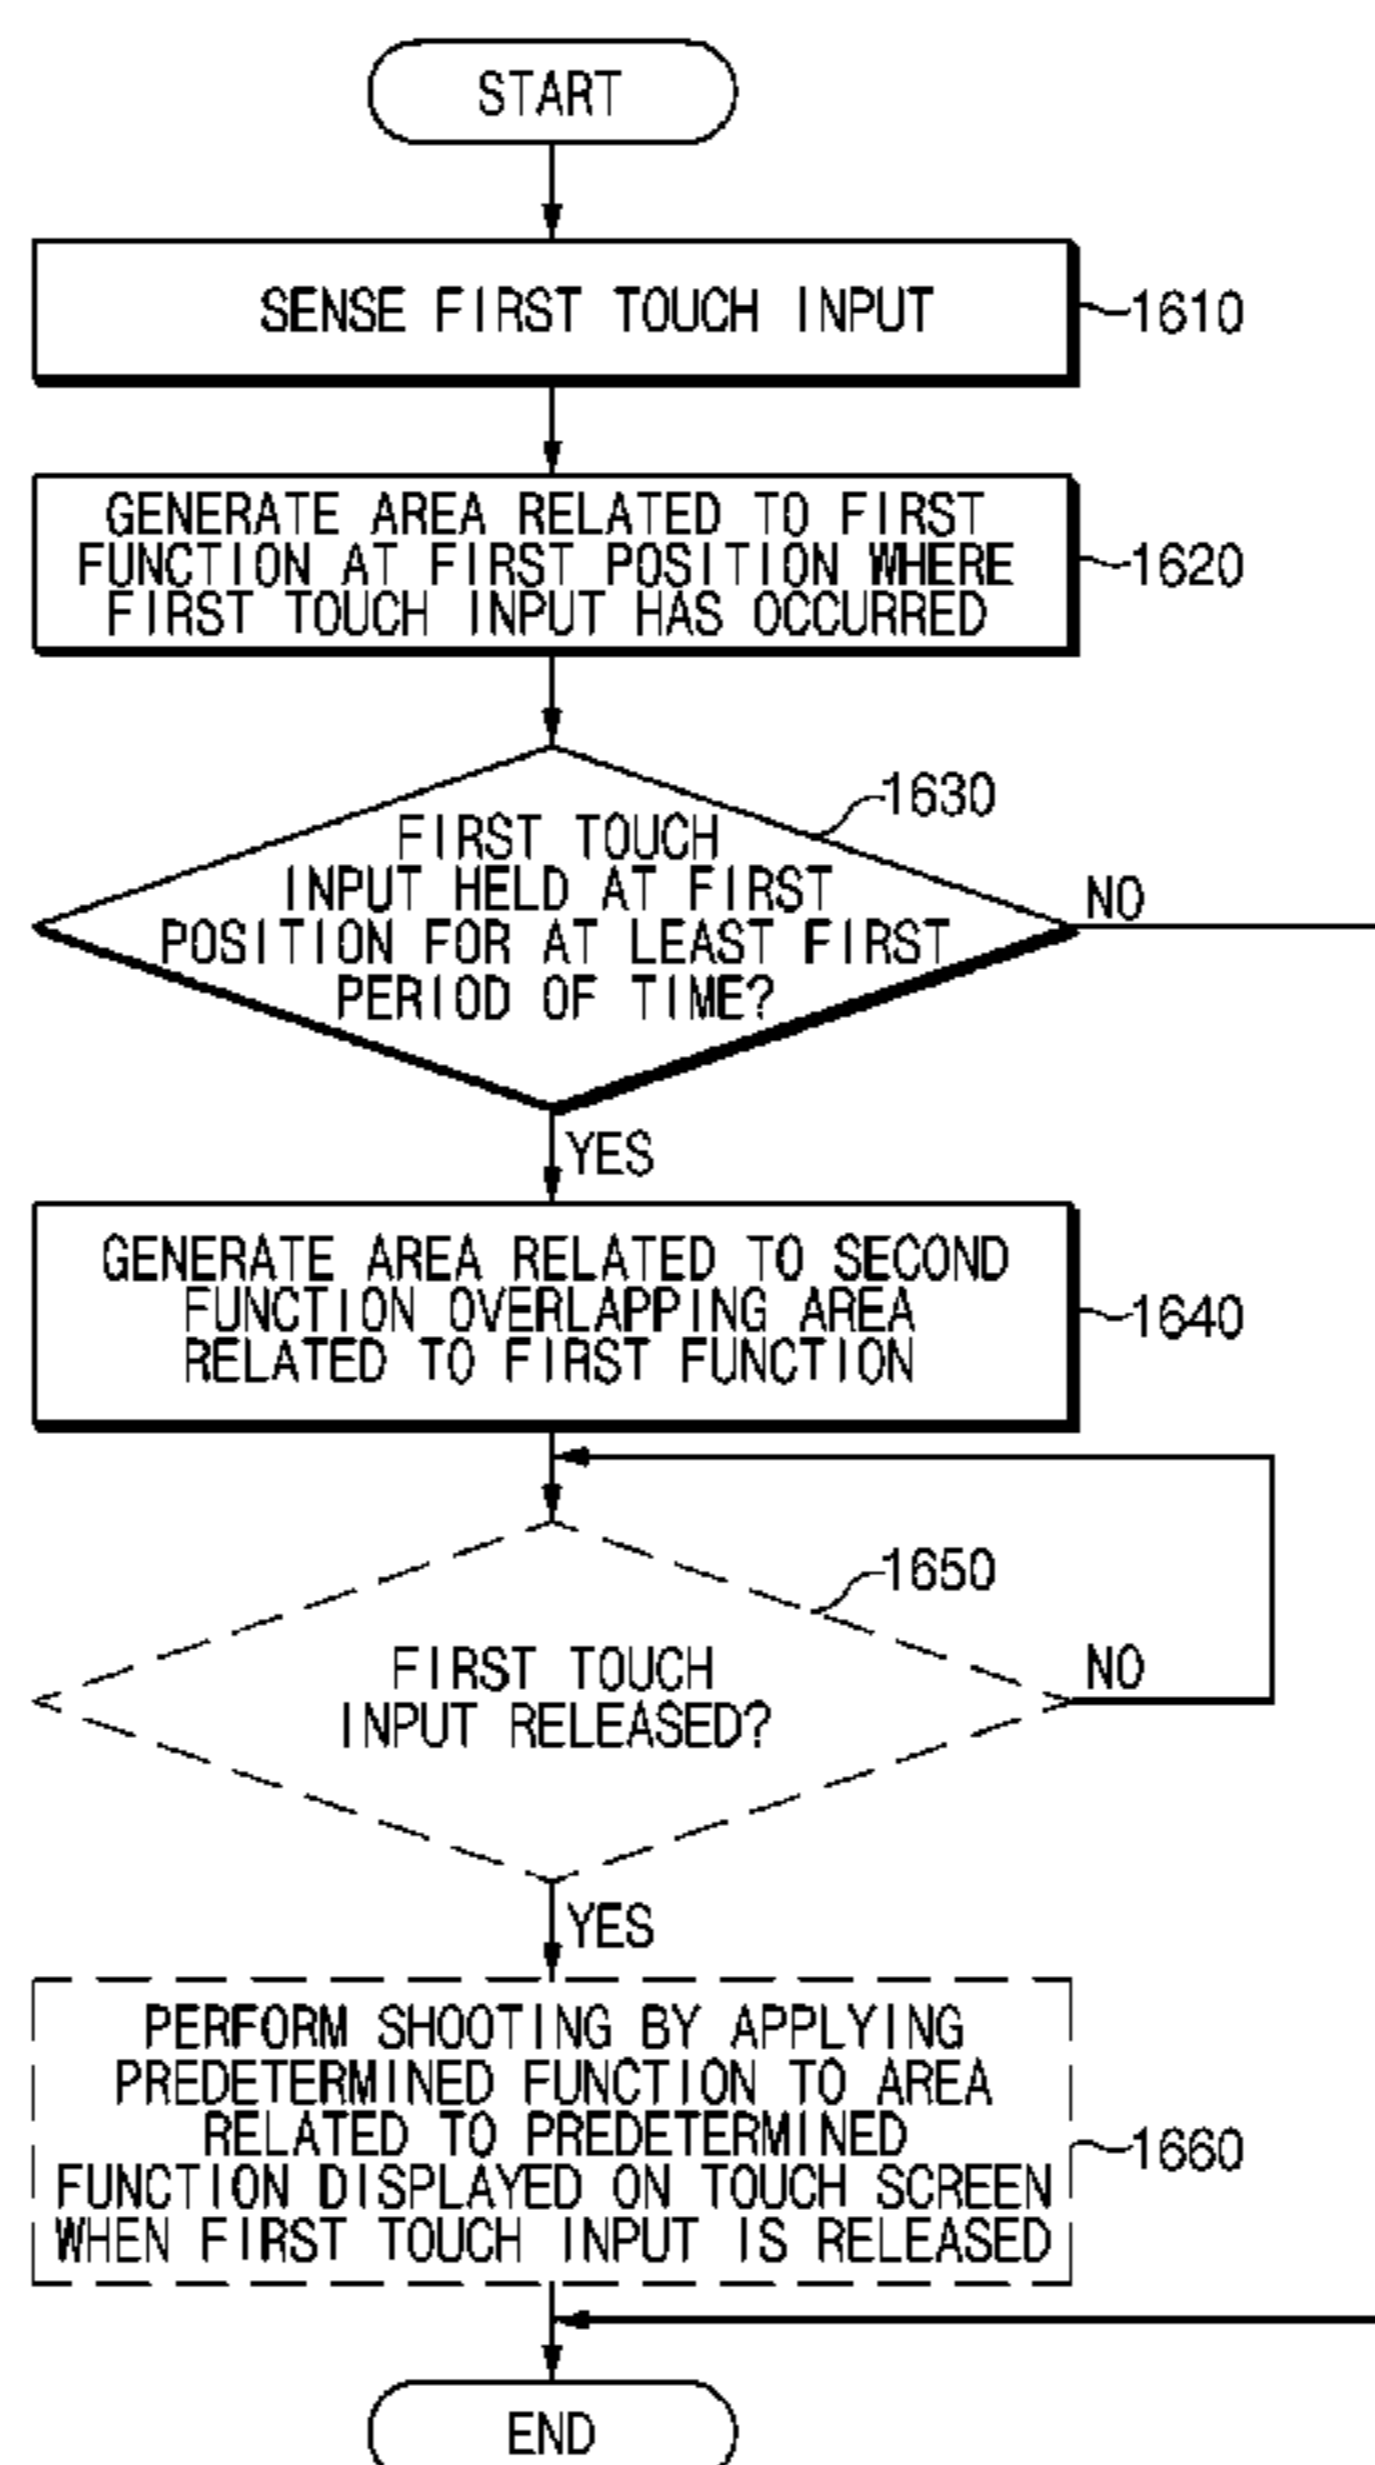 START
SENSE FIRST TOUCH INPUT
1610
GENERATE AREA RELATED TO FIRST
FUNCTION AT FIRST POSITION WHERE
FIRST TOUCH INPUT HAS OCCURRED
1620
1630
FIRST TOUCH
INPUT HELD AT FIRST
POSITION FOR AT LEAST FIRST
PERIOD OF TIME?
NO
YES
GENERATE AREA RELATED TO SECOND
FUNCTION OVERLAPPING AREA
RELATED TO FIRST FUNCTION
1640
1650
FIRST TOUCH
INPUT RELEASED?
NO
YES
PERFORM SHOOTING BY APPLYING
PREDETERMINED FUNCTION TO AREA
RELATED TO PREDETERMINED
FUNCTION DISPLAYED ON TOUCH SCREEN
WHEN FIRST TOUCH INPUT IS RELEASED
1660
END